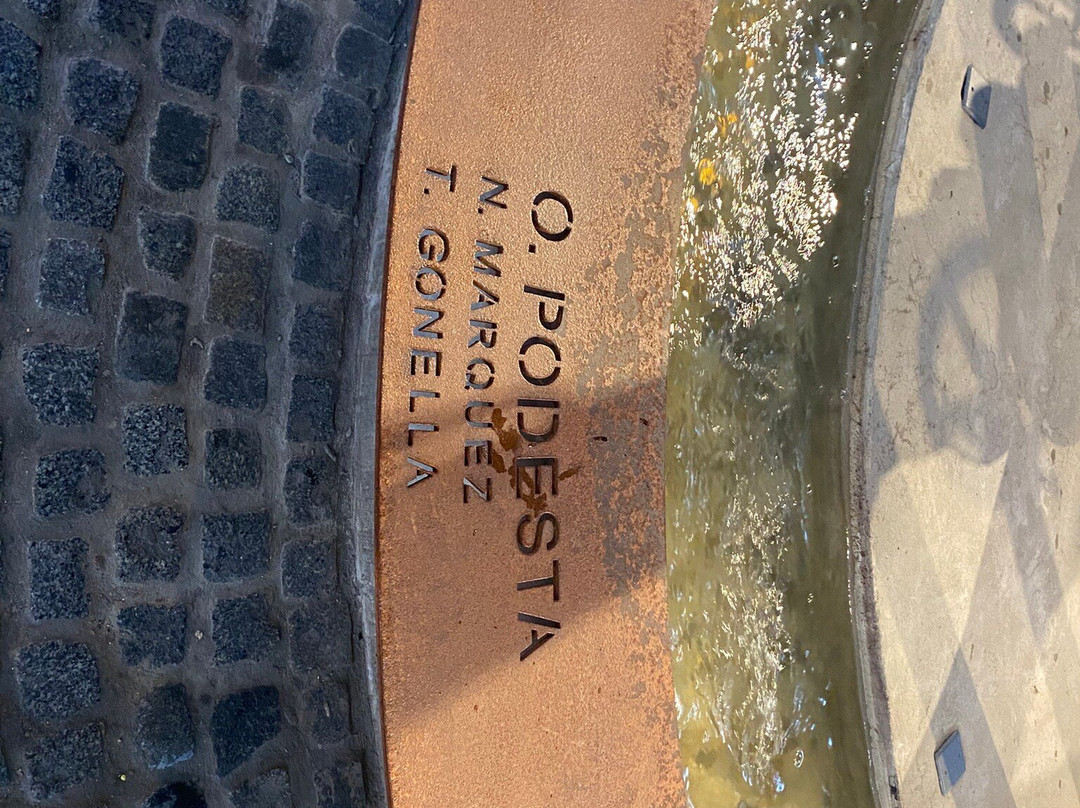 O. PODESTA
N. MARQUEZ
T. GONELLA